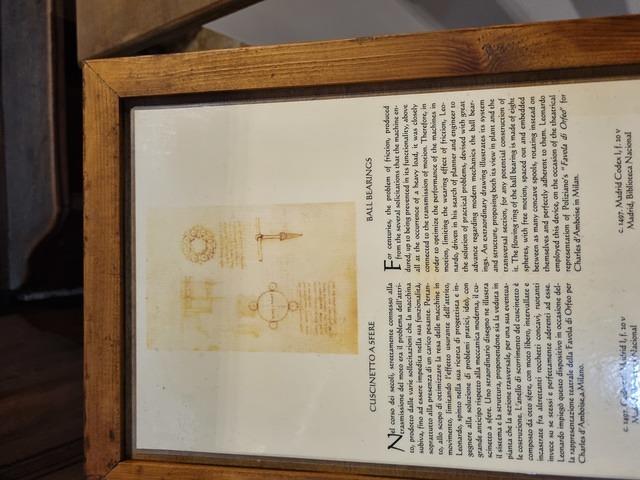 CUSCINETTO A SFERE
Nel corso dei secoli, strettamente connesso alla
trasmissione del moto era il problema dell'attri-
to, prodotto dalle varie sollecitazioni che la macchina
subiva, fino ad essere impedita nella sua funzionalità,
soprattutto alla presenza di un carico pesante. Pertan-
to, allo scopo di ottimizzare la resa delle macchine in
movimento, limitando l'effetto usurante dell'attrito,
Leonardo, spinto nella sua ricerca di progettista e in-
gegnere alla soluzione di problemi pratici, ideò, con
grande anticipo rispetto alla meccanica moderna, il cu-
scinetto a sfere. Uno straordinario disegno ne illustra
il sistema e la struttura, proponendone sia la veduta in
pianta che la sezione trasversale, per una sua eventua-
le costruzione. L'anello di scorrimento del cuscinetto è
composto da otto sfere, con moto libero, intervallate e
incastrate fra altrettanti rocchetti concavi, ruotanti
invece su se stessi e perfettamente aderenti ad esse.
Leonardo impiegò questo dispositivo in occasione del-
la rappresentazione teatrale della Favola di Orfeo per
Charles d'Amboise, a Milano.
c. 1497, Madrid I, f. 20 v
Nacional
BALL BEARINGS
For centuries, the problem of friction, produced
from the several solicitations that the machine en-
dured, up to being prevented in its functionality, above
all at the occurrence of a heavy load, it was closely
connected to the transmission of motion. Therefore, in
order to optimize the performance of the machines in
motion, limiting the wearing effect of friction, Leo-
nardo, driven in his search of planner and engineer to
the solution of practical problems, devised with great
advance regarding modern mechanics the ball bear-
ings. An extraordinary drawing illustrates its system
and structure, proposing both its view in plant and the
transversal section, for any potential construction of
it. The flowing ring of the ball bearing is made of eight
spheres, with free motion, spaced out and embedded
between as many concave spools, rotating instead on
themselves and perfectly adherent to them. Leonardo
employed this device, on the occasion of the theatrical
representation of Poliziano's "Favola di Orfeo" for
Charles d'Amboise in Milan.
c. 1497, Madrid Codex I, f. 20 v
Madrid, Biblioteca Nacional